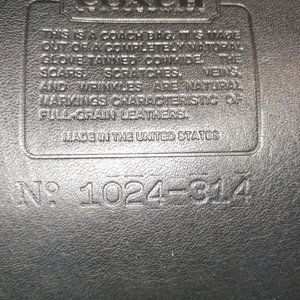 COACH
THIS IS A COACH BAG. IT IS MADE
OUT OF A COMPLETELY NATURAL
GLOVE TANNED COWHIDE. THE
SCARS, SCRATCHES, VEINS,
AND WRINKLES ARE NATURAL
MARKINGS CHARACTERISTIC OF
FULL-GRAIN LEATHERS.
MADE IN THE UNITED STATES
Nº 1024-314